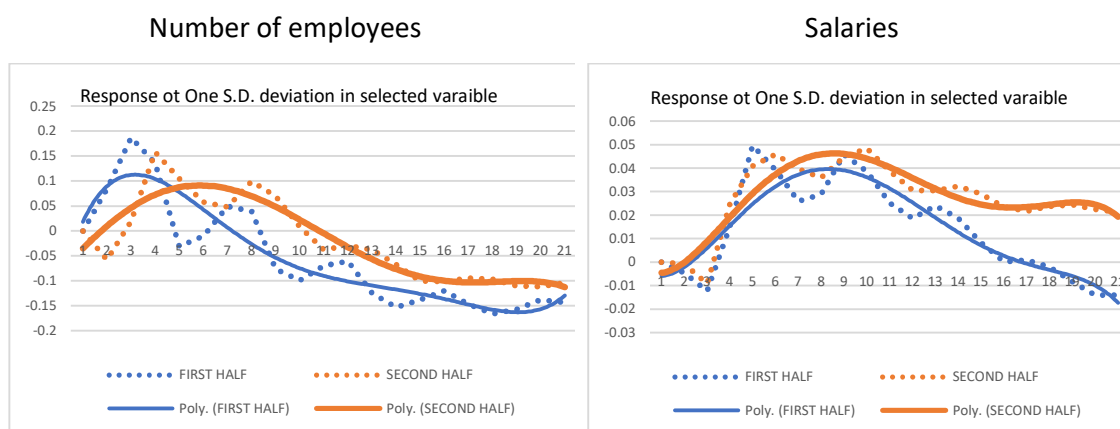 Number of employees
Response ot One S.D. deviation in selected varaible
0.25
0.2
0.15
0.1
0.05
0
-0.05
-0.1
-0.15
-0.2
1 2 3 4 5 6 7 8 9 10 11 12 13 14 15 16 17 18 19 20 21
FIRST HALF SECOND HALF
Poly. (FIRST HALF) Poly. (SECOND HALF)
Salaries
Response ot One S.D. deviation in selected varaible
0.06
0.05
0.04
0.03
0.02
0.01
0
-0.01
-0.02
-0.03
1 2 3 4 5 6 7 8 9 10 11 12 13 14 15 16 17 18 19 20 21
FIRST HALF SECOND HALF
Poly. (FIRST HALF) Poly. (SECOND HALF)